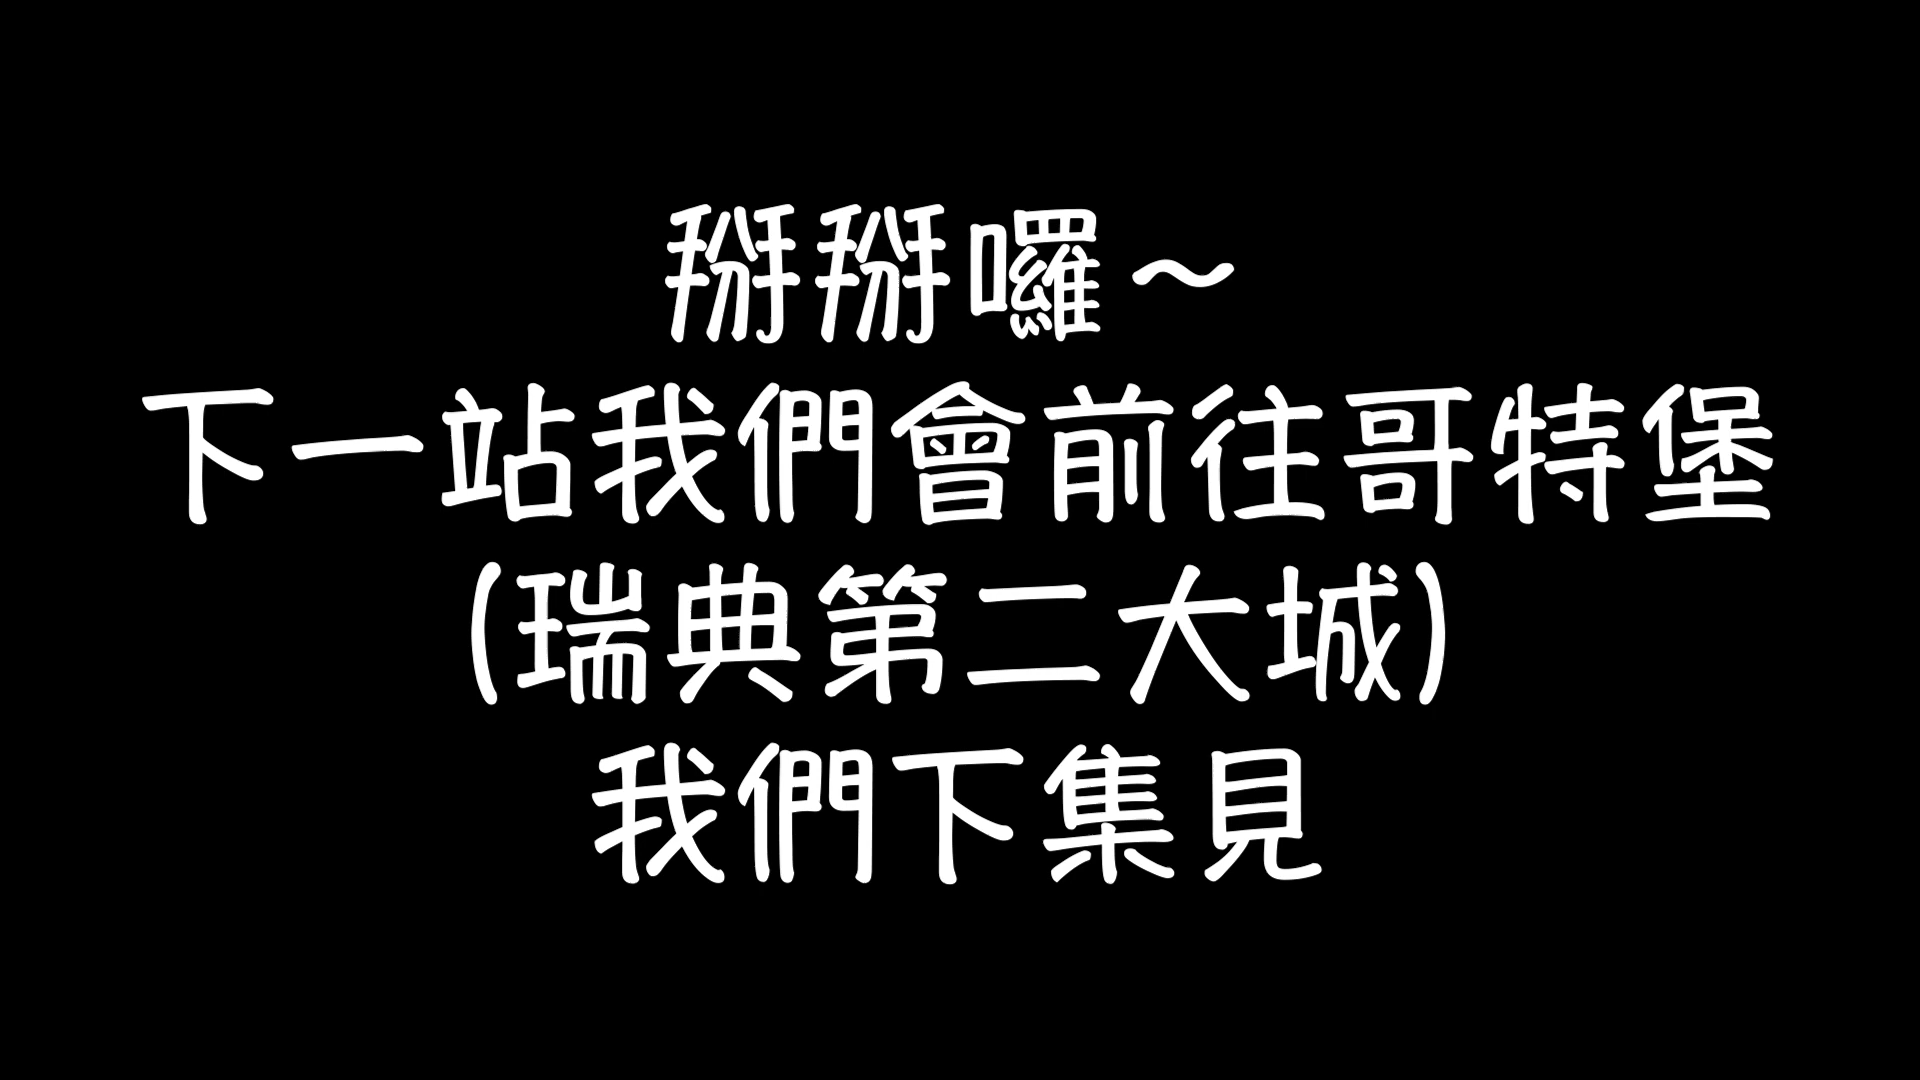 掰掰囉～
下一站我們會前往哥特堡
(瑞典第二大城)
我們下集見